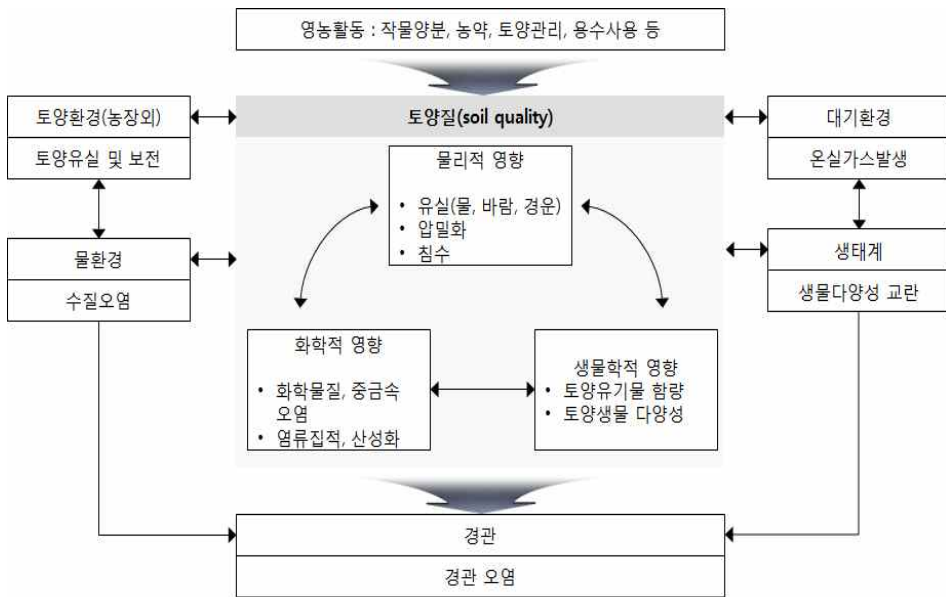 영농활동 : 작물양분, 농약, 토양관리, 용수사용 등
토양환경(농장외)
토양유실 및 보전
토양질(soil quality)
대기환경
온실가스발생
물리적 영향
• 유실(물, 바람, 경운)
• 압밀화
• 침수
물환경
수질오염
생태계
생물다양성 교란
화학적 영향
• 화학물질, 중금속
오염
• 염류집적, 산성화
생물학적 영향
• 토양유기물 함량
• 토양생물 다양성
경관
경관 오염